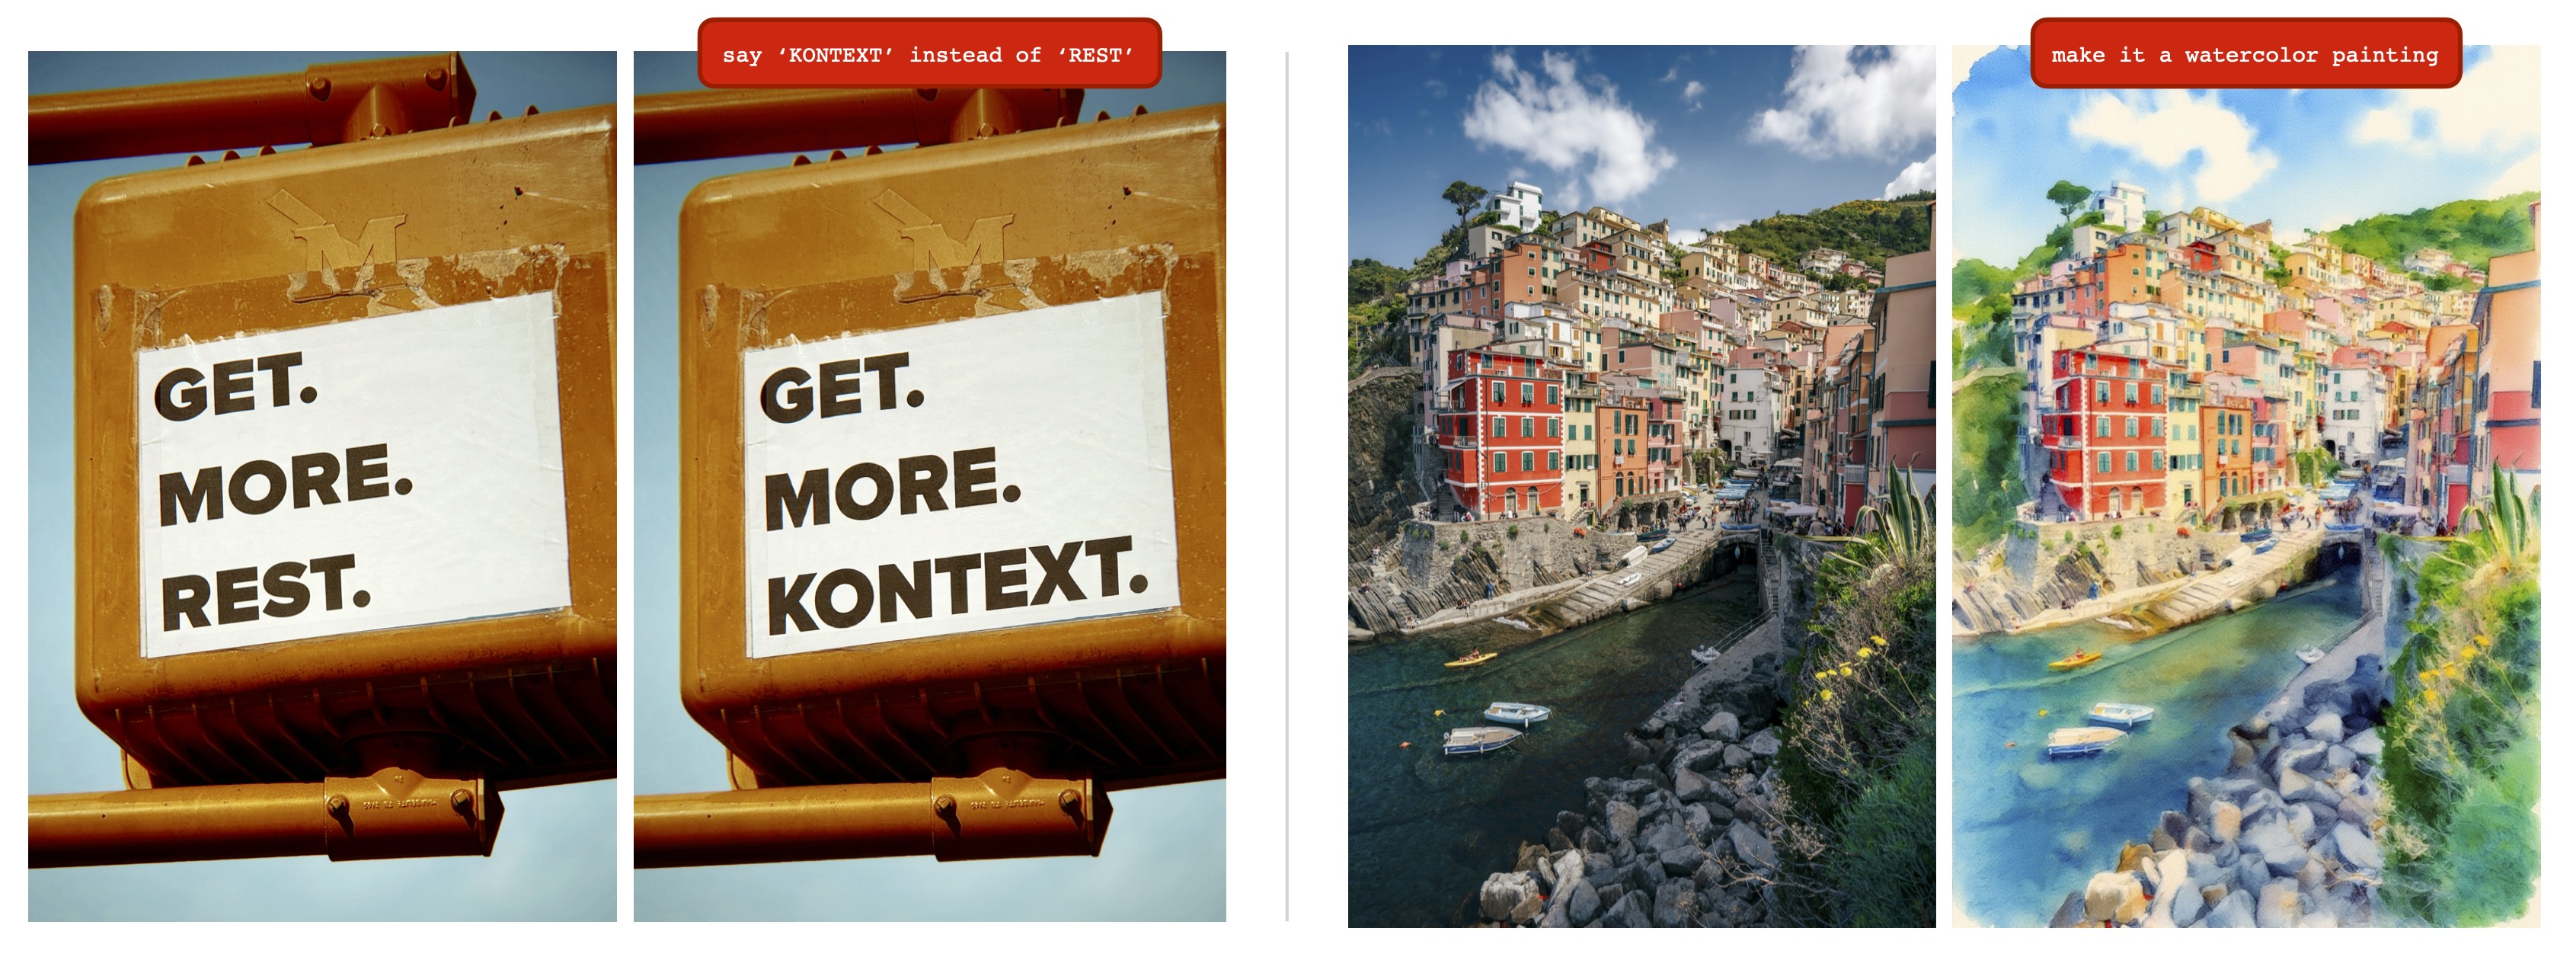 say ‘KONTEXT’ instead of ‘REST’
make it a watercolor painting
M
GET.
MORE.
REST.
M
GET.
MORE.
KONTEXT.